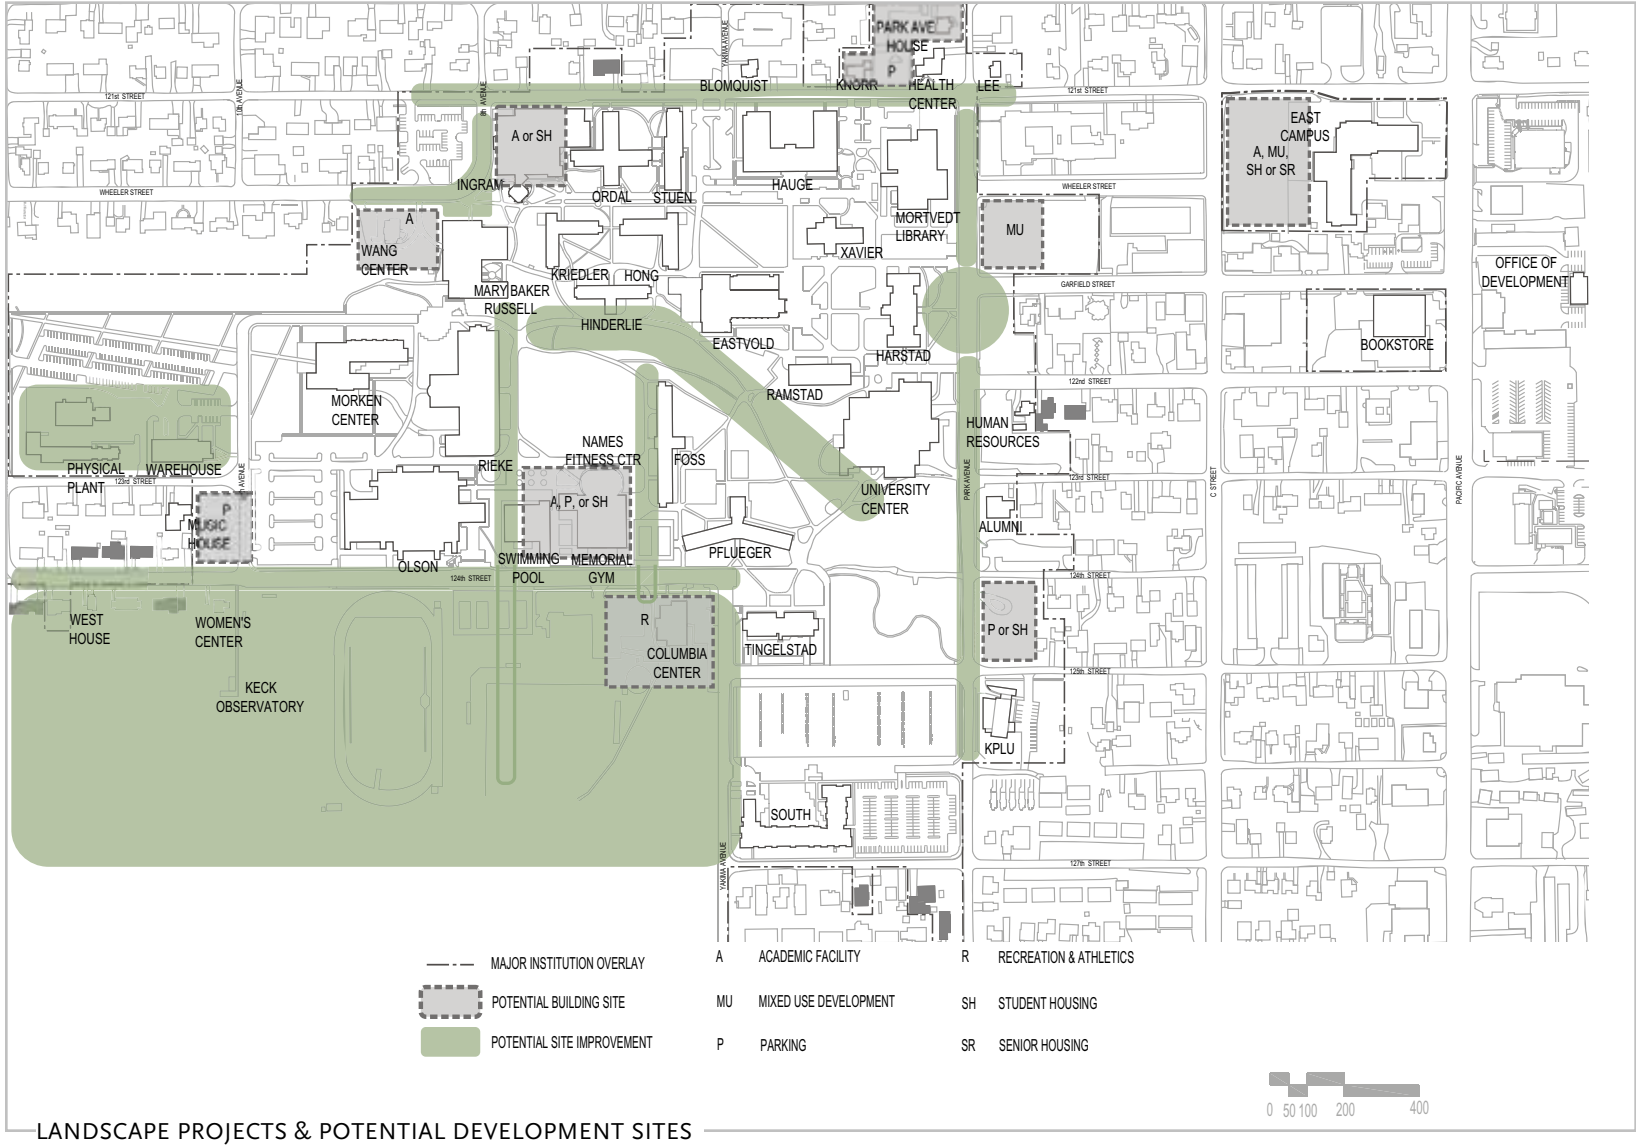 PARK AVE
HOUSE
P
BLOMQUIST
KNORR
HEALTH
CENTER
LEE
YAKIMA AVENUE
121st STREET
121st STREET
A or SH
EAST
CAMPUS
A, MU,
SH or SR
INGRAM
ORDAL
STUEN
HAUGE
WHEELER STREET
WHEELER STREET
A
WANG
CENTER
MORTVEDT
LIBRARY
MU
XAVIER
KRIEDLER
HONG
OFFICE OF
DEVELOPMENT
MARY BAKER
RUSSELL
GARFIELD STREET
HINDERLIE
EASTVOLD
HARSTAD
BOOKSTORE
122nd STREET
RAMSTAD
MORKEN
CENTER
HUMAN
RESOURCES
NAMES
FITNESS CTR
RIEKE
FOSS
PHYSICAL
PLANT
WAREHOUSE
123rd STREET
123rd STREET
PARK AVENUE
C STREET
PACIFIC AVENUE
UNIVERSITY
CENTER
A, P, or SH
P
MUSIC
HOUSE
ALUMNI
PFLUEGER
OLSON
SWIMMING
POOL
MEMORIAL
GYM
124th STREET
124th STREET
WEST
HOUSE
WOMEN'S
CENTER
R
COLUMBIA
CENTER
TINGELSTAD
P or SH
125th STREET
KECK
OBSERVATORY
KPLU
SOUTH
YAKIMA AVENUE
127th STREET
MAJOR INSTITUTION OVERLAY
POTENTIAL BUILDING SITE
POTENTIAL SITE IMPROVEMENT
A ACADEMIC FACILITY
MU MIXED USE DEVELOPMENT
P PARKING
R RECREATION & ATHLETICS
SH STUDENT HOUSING
SR SENIOR HOUSING
0 50 100 200 400
LANDSCAPE PROJECTS & POTENTIAL DEVELOPMENT SITES